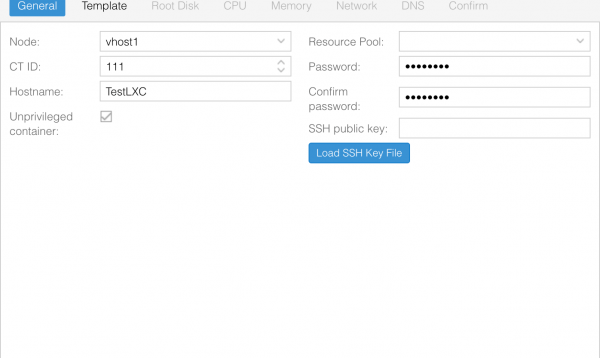 General Template Root Disk CPU Memory Network DNS Confirm
Node: vhost1
CT ID: 111
Hostname: TestLXC
Unprivileged
container:
Resource Pool:
Password: ••••••••
Confirm
password: ••••••••
SSH public key:
Load SSH Key File